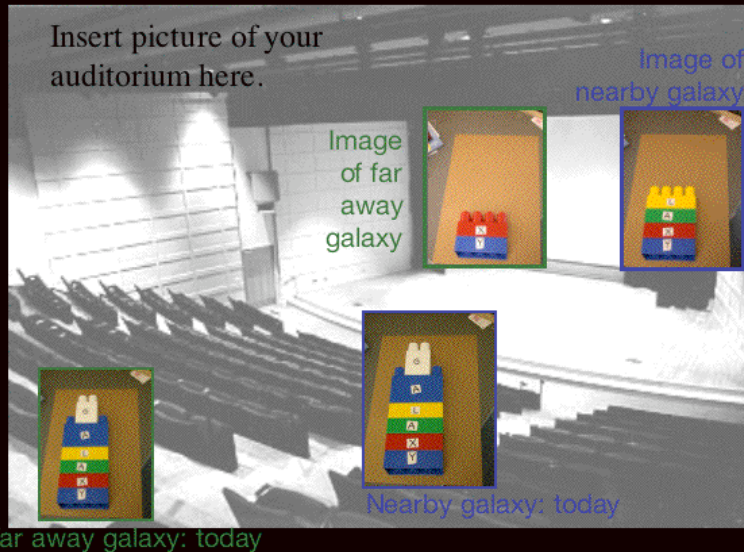 Insert picture of your
auditorium here.
Image of
nearby galaxy
Image
of far
away
galaxy
X
Y
L
A
X
Y
G
A
L
A
X
Y
G
A
L
A
X
Y
Nearby galaxy: today
ar away galaxy: today